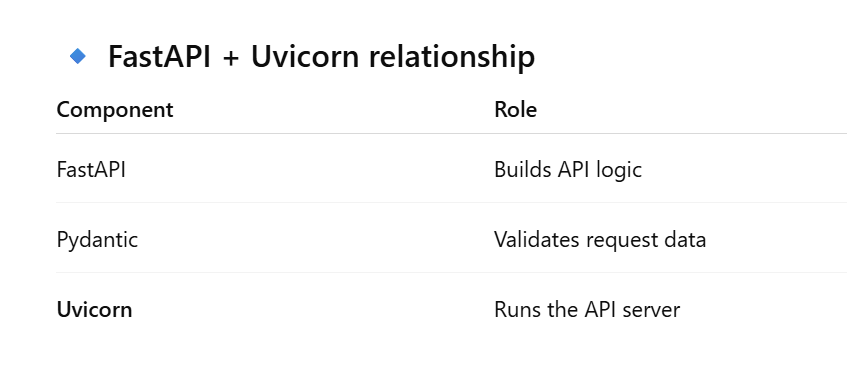 FastAPI + Uvicorn relationship
Component Role
FastAPI Builds API logic
Pydantic Validates request data
Uvicorn Runs the API server